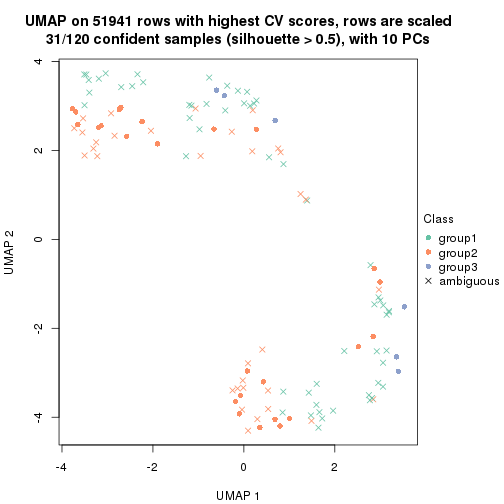 UMAP on 51941 rows with highest CV scores, rows are scaled
31/120 confident samples (silhouette > 0.5), with 10 PCs
4
2
0
-2
-4
UMAP 2
-4
-2
0
2
UMAP 1
Class
group1
group2
group3
ambiguous